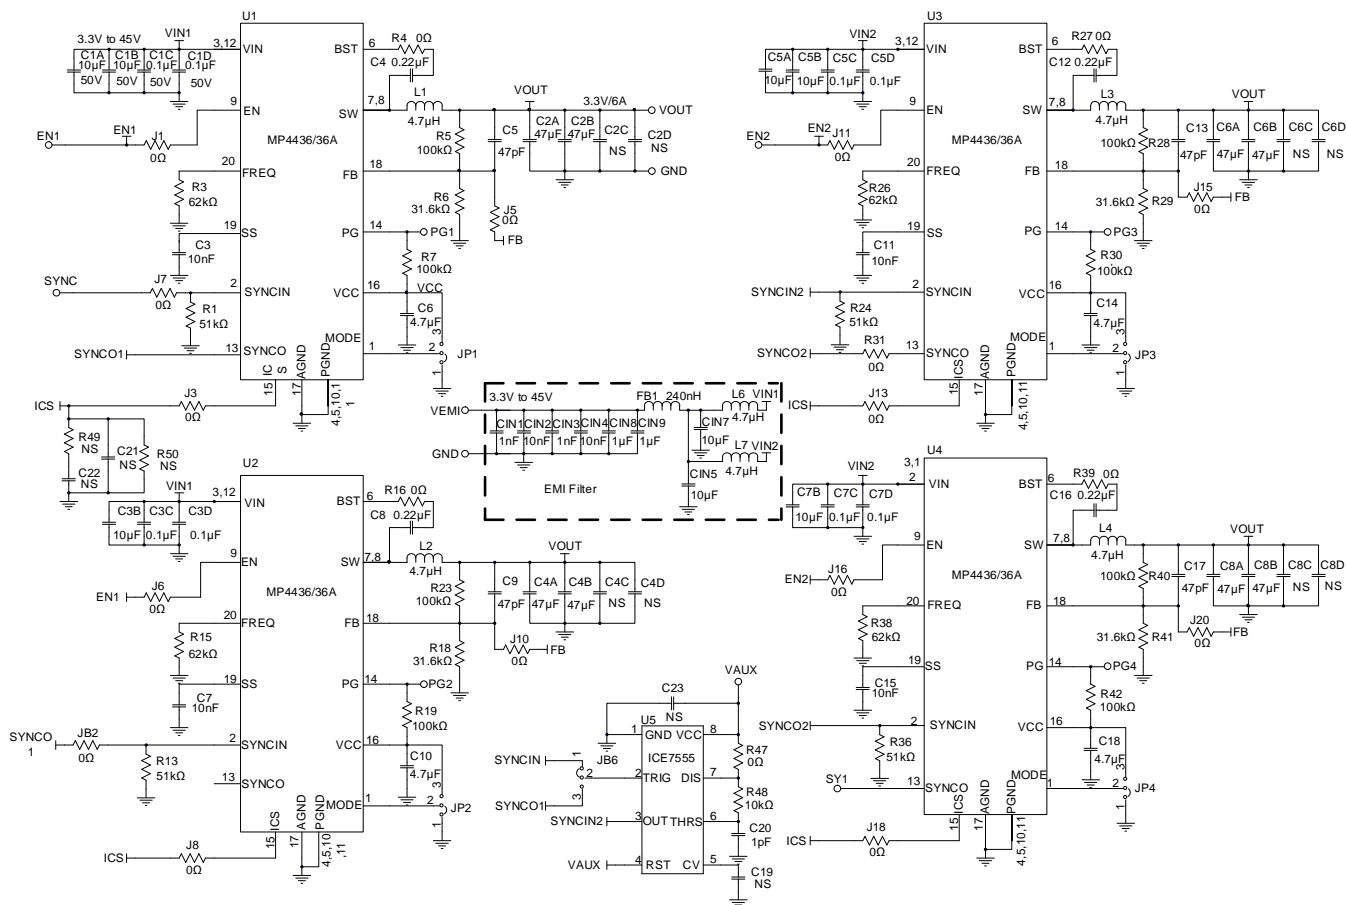 U1
3.3V to 45V
VIN1
C1A
10µF
50V
C1B
10µF
50V
C1C
0.1µF
50V
C1D
0.1µF
50V
3,12
VIN
BST
6
R4 0Ω
C4
0.22µF
9
EN
SW
7,8
L1
4.7µH
VOUT
3.3V/6A
VOUT
EN1
EN1
J1
0Ω
MP4436/36A
R5
100kΩ
C5
47pF
C2A
47µF
C2B
47µF
C2C
NS
C2D
NS
20
FREQ
FB
18
GND
R3
62kΩ
R6
31.6kΩ
J5
0Ω
FB
19
SS
PG
14
PG1
C3
10nF
R7
100kΩ
SYNC
J7
0Ω
2
SYNCIN
VCC
16
VCC
R1
51kΩ
C6
4.7µF
MODE
3
SYNCO1
13
SYNCO
1
2
JP1
1
IC
S
AGND
PGND
15
17
4,5,10,1
1
ICS
J3
0Ω
R49
NS
C21
NS
R50
NS
C22
NS
U3
VIN2
C5A
10µF
C5B
10µF
C5C
0.1µF
C5D
0.1µF
3,12
VIN
BST
6
R27 0Ω
C12 0.22µF
9
EN
SW
7,8
L3
4.7µH
VOUT
EN2
EN2
J11
0Ω
MP4436/36A
100kΩ
R28
C13
47pF
C6A
47µF
C6B
47µF
C6C
NS
C6D
NS
20
FREQ
FB
18
R26
62kΩ
31.6kΩ
R29
J15
0Ω
FB
19
SS
PG
14
PG3
C11
10nF
R30
100kΩ
SYNCIN2
2
SYNCIN
VCC
16
R24
51kΩ
C14
4.7µF
MODE
3
SYNCO2
R31
0Ω
13
SYNCO
1
2
JP3
1
ICS
AGND
PGND
15
17
4,5,10,11
ICS
J13
0Ω
3.3V to 45V
VEMI
FB1 240nH
L6
4.7µH
VIN1
CIN1
1nF
CIN2
10nF
CIN3
1nF
CIN4
10nF
CIN8
1µF
CIN9
1µF
CIN7
10µF
L7
4.7µH
VIN2
GND
CIN5
10µF
EMI Filter
U2
VIN1
C3B
10µF
C3C
0.1µF
C3D
0.1µF
3,12
VIN
BST
6
R16 0Ω
C8
0.22µF
9
EN
SW
7,8
L2
4.7µH
VOUT
EN1
J6
0Ω
MP4436/36A
R23
100kΩ
C9
47pF
C4A
47µF
C4B
47µF
C4C
NS
C4D
NS
20
FREQ
FB
18
R15
62kΩ
R18
31.6kΩ
J10
0Ω
FB
19
SS
PG
14
PG2
C7
10nF
R19
100kΩ
SYNCO
1
JB2
0Ω
2
SYNCIN
VCC
16
R13
51kΩ
C10
4.7µF
13
SYNCO
MODE
1
3
2
JP2
1
ICS
AGND
PGND
15
17
4,5,10
,11
ICS
J8
0Ω
VAUX
C23
NS
U5
1
GND
VCC
8
ICE7555
R47
0Ω
SYNCIN
1
JB6
2
2
TRIG
DIS
7
3
SYNCO1
R48
10kΩ
SYNCIN2
3
OUT
THRS
6
C20
1pF
VAUX
4
RST
CV
5
C19
NS
U4
VIN2
3,1
2
C7B
10µF
C7C
0.1µF
C7D
0.1µF
VIN
BST
6
R39 0Ω
C16
0.22µF
9
EN
SW
7,8
L4
4.7µH
VOUT
EN2
J16
0Ω
MP4436/36A
100kΩ
R40
C17
47pF
C8A
47µF
C8B
47µF
C8C
NS
C8D
NS
20
FREQ
FB
18
R38
62kΩ
31.6kΩ
R41
J20
0Ω
FB
19
SS
PG
14
PG4
C15
10nF
R42
100kΩ
SYNCO2
2
SYNCIN
VCC
16
R36
51kΩ
C18
4.7µF
MODE
3
SY1
13
SYNCO
1
2
JP4
1
ICS
AGND
PGND
15
17
4,5,10,11
ICS
J18
0Ω